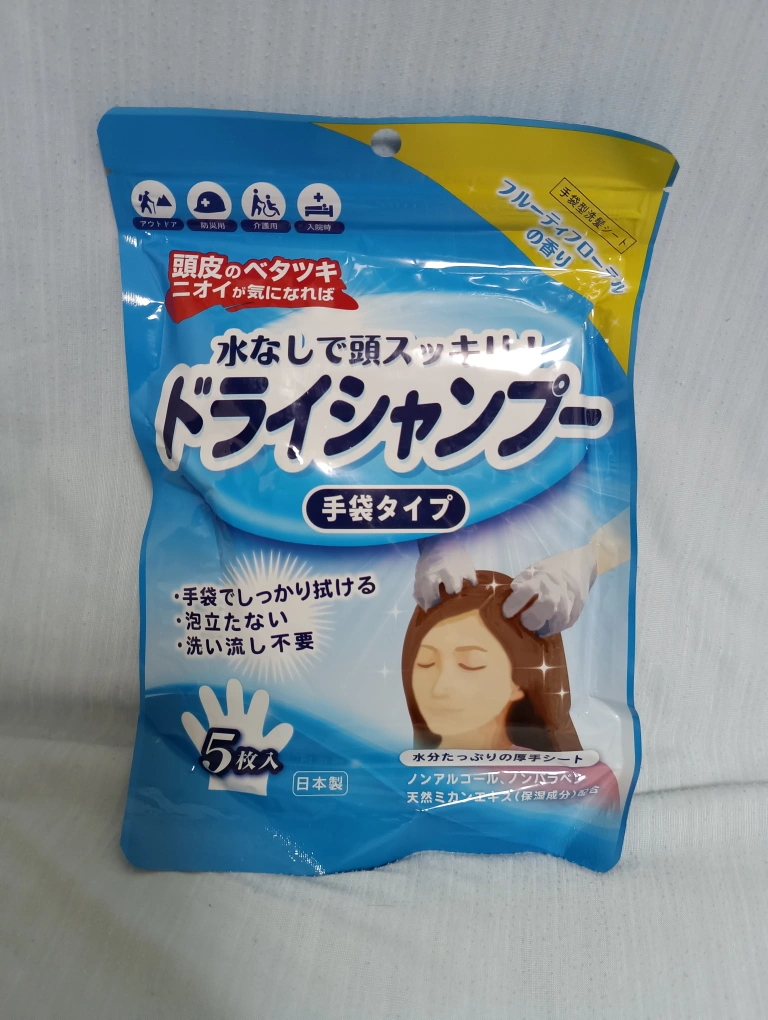 アウトドア
防災用
介護用
入院時
手袋型洗髪シート
フルーティフローラル
の香り
頭皮のベタツキ
ニオイが気になれば
水なしで頭スッキリ！
ドライシャンプー
手袋タイプ
・手袋でしっかり拭ける
・泡立たない
・洗い流し不要
5枚入
日本製
水分たっぷりの厚手シート
ノンアルコール、ノンパラベン
天然ミカンエキス(保湿成分)配合